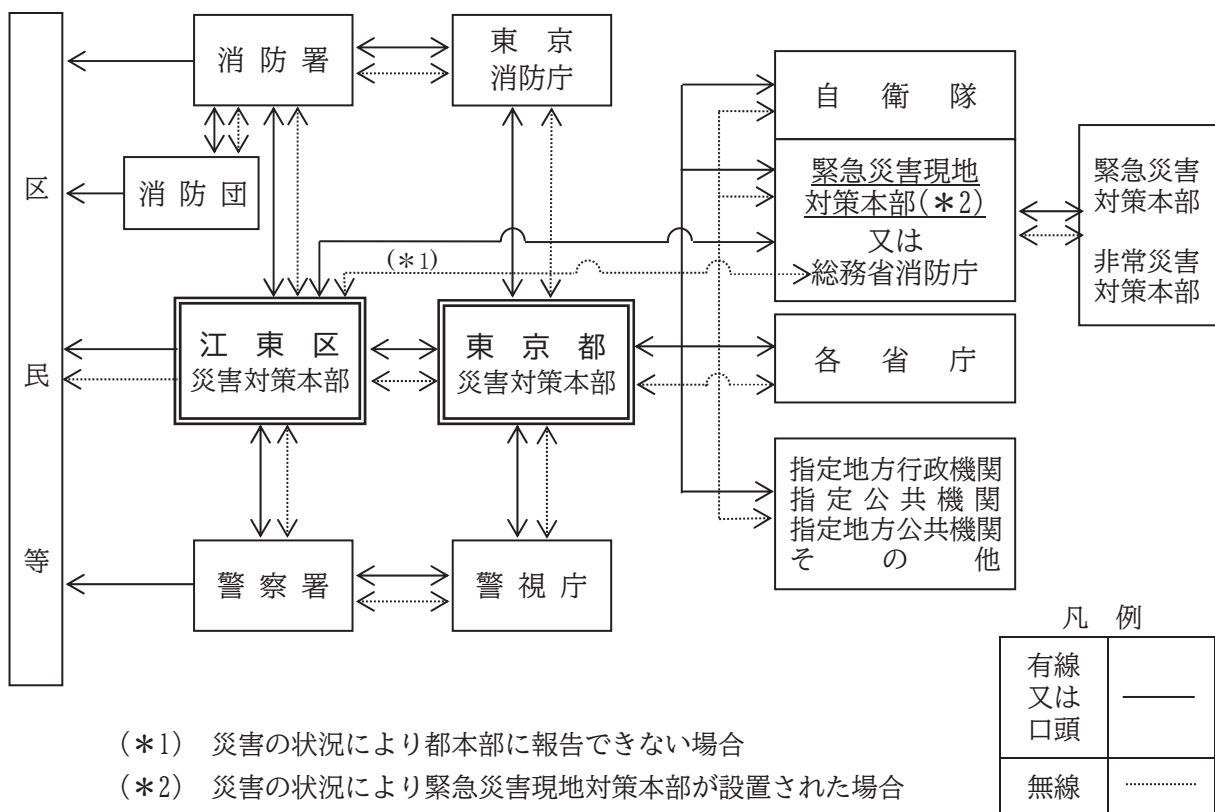 区民等
消防署
東京
消防庁
消防団
自衛隊
緊急災害現地
対策本部(＊2)
又は
総務省消防庁
緊急災害
対策本部
非常災害
対策本部
(＊1)
江東区
災害対策本部
東京都
災害対策本部
各省庁
指定地方行政機関
指定公共機関
指定地方公共機関
その他
警察署
警視庁
凡例
有線
又は
口頭
無線
(＊1) 災害の状況により都本部に報告できない場合
(＊2) 災害の状況により緊急災害現地対策本部が設置された場合